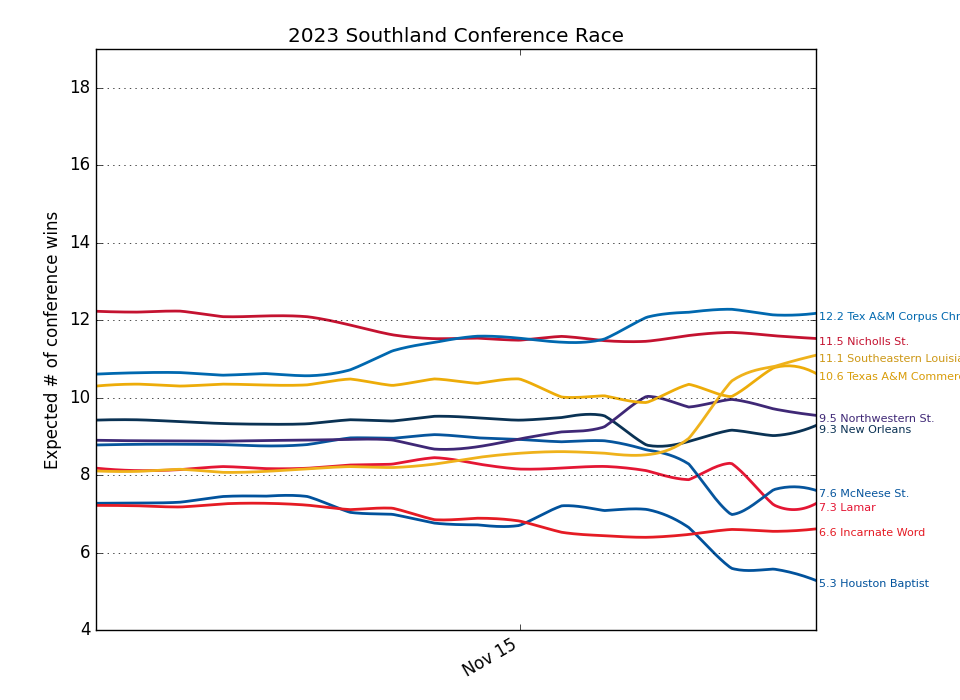 2023 Southland Conference Race
Expected # of conference wins
18
16
14
12
10
8
6
4
Nov 15
12.2 Tex A&M Corpus Chr
11.5 Nicholls St.
11.1 Southeastern Louisia
10.6 Texas A&M Commer
9.5 Northwestern St.
9.3 New Orleans
7.6 McNeese St.
7.3 Lamar
6.6 Incarnate Word
5.3 Houston Baptist